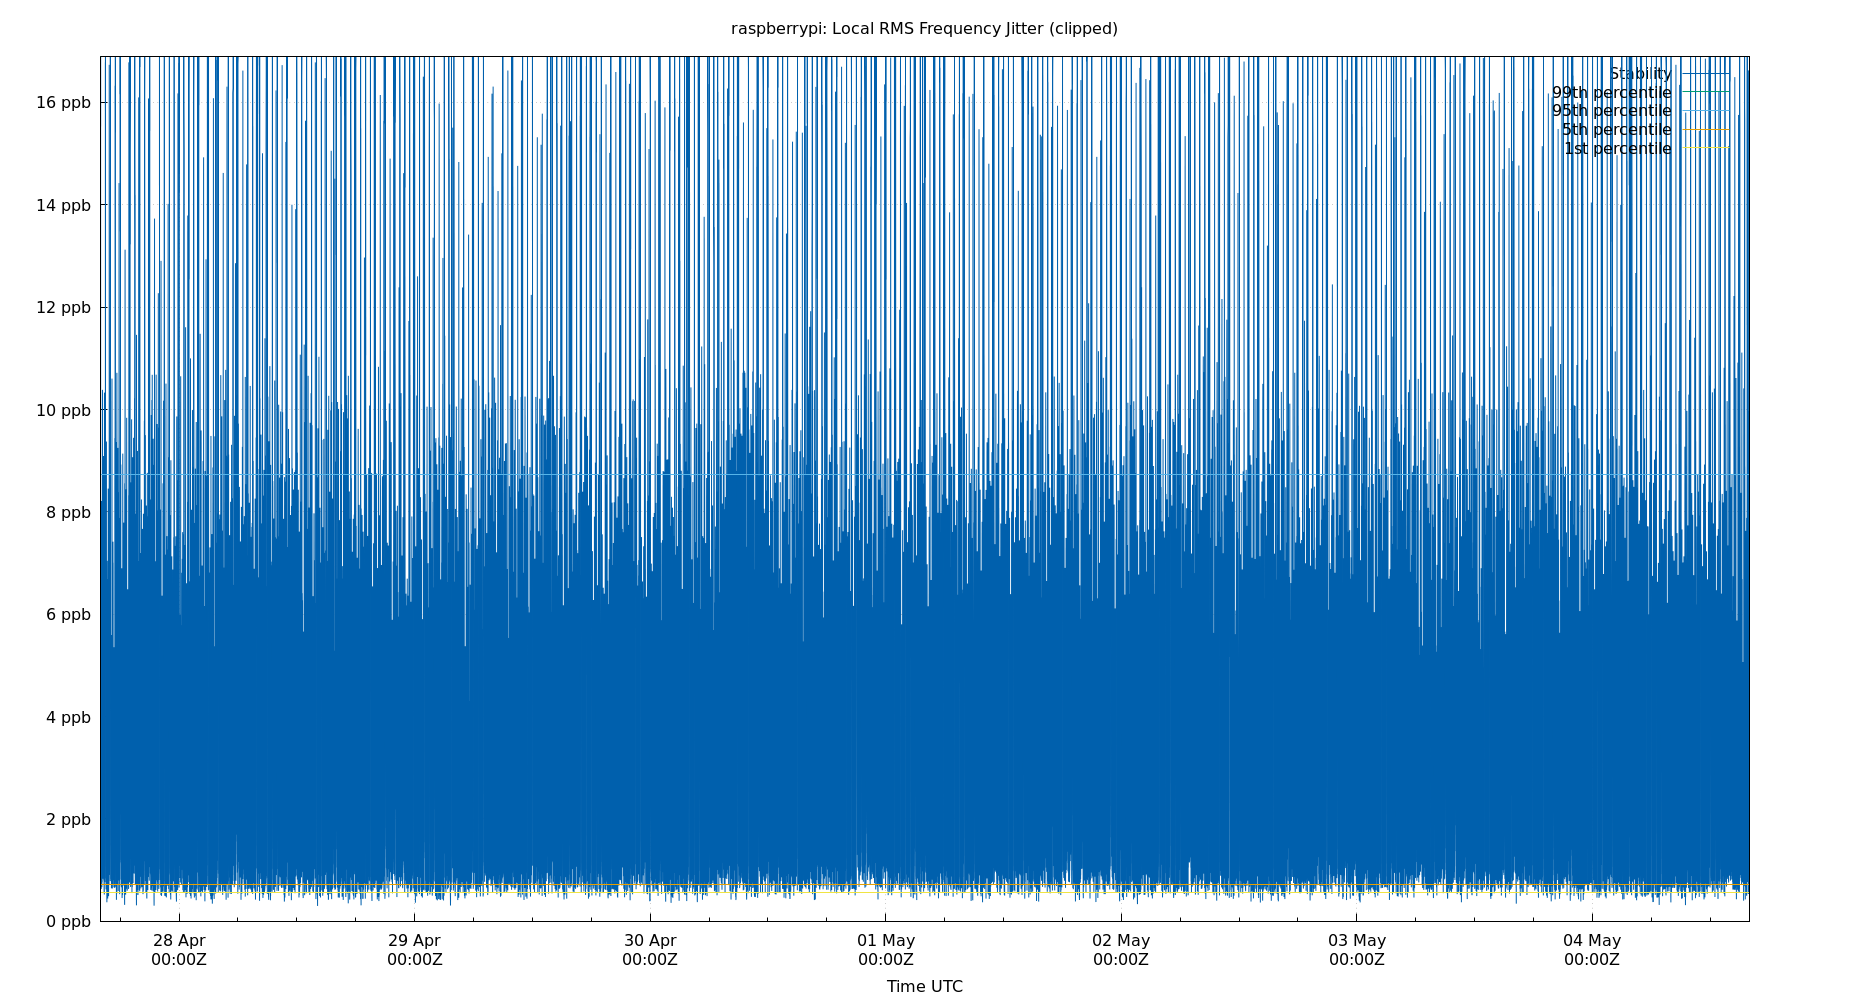 raspberrypi: Local RMS Frequency Jitter (clipped)
Stability
99th percentile
95th percentile
5th percentile
1st percentile
16 ppb
14 ppb
12 ppb
10 ppb
8 ppb
6 ppb
4 ppb
2 ppb
0 ppb
28 Apr 29 Apr 30 Apr 01 May 02 May 03 May 04 May
00:00Z 00:00Z 00:00Z 00:00Z 00:00Z 00:00Z 00:00Z
Time UTC